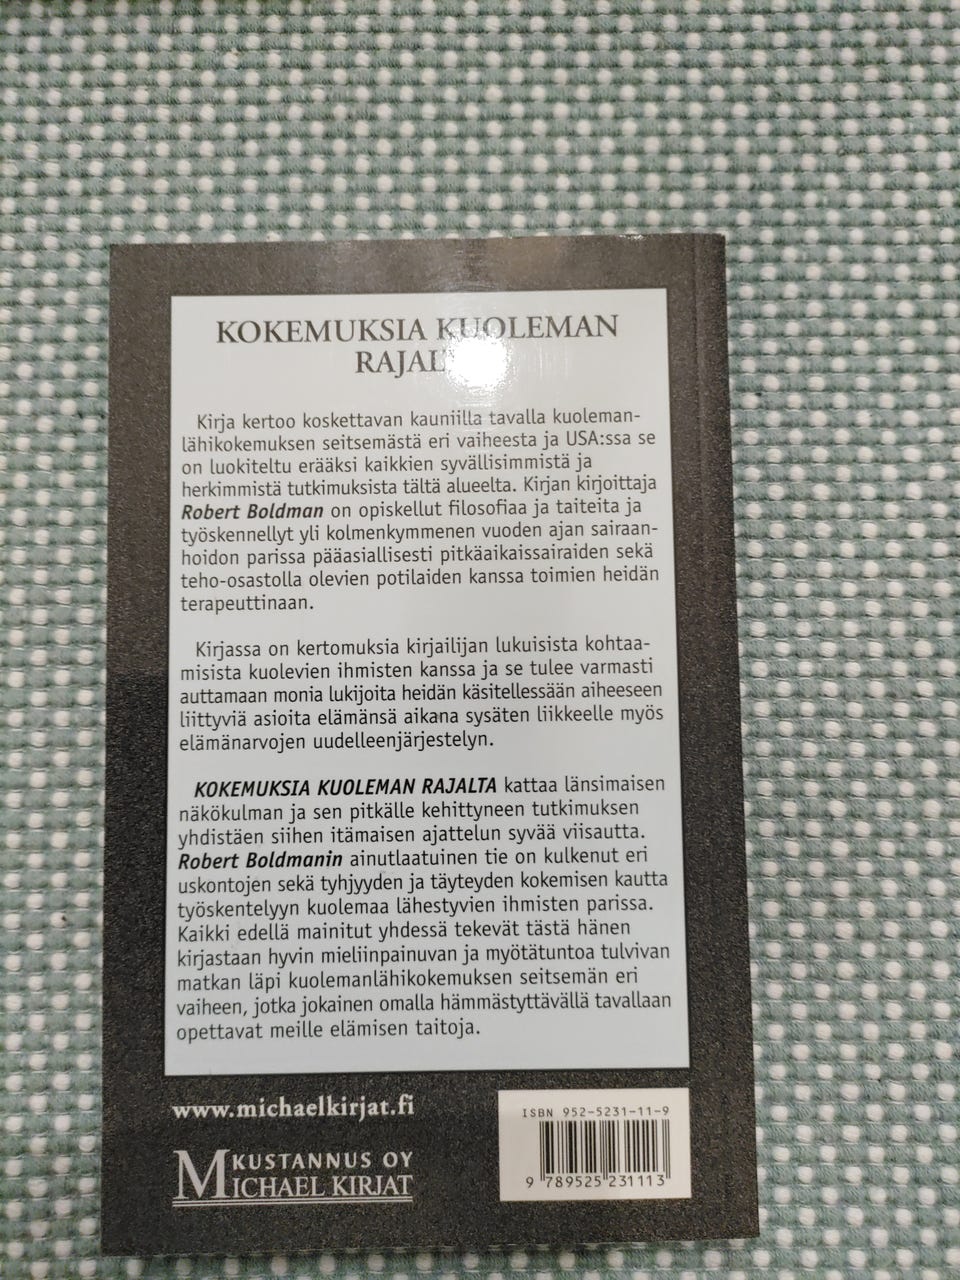 KOKEMUKSIA KUOLEMAN
RAJALTA
Kirja kertoo koskettavan kauniilla tavalla kuoleman-
lähikokemuksen seitsemästä eri vaiheesta ja USA:ssa se
on luokiteltu erääksi kaikkien syvällisimmistä ja
herkimmistä tutkimuksista tältä alueelta. Kirjan kirjoittaja
Robert Boldman on opiskellut filosofiaa ja taiteita ja
työskennellyt yli kolmenkymmenen vuoden ajan sairaan-
hoidon parissa pääasiallisesti pitkäaikaissairaiden sekä
teho-osastolla olevien potilaiden kanssa toimien heidän
terapeuttinaan.
Kirjassa on kertomuksia kirjailijan lukuisista kohtaa-
misista kuolevien ihmisten kanssa ja se tulee varmasti
auttamaan monia lukijoita heidän käsitellessään aiheeseen
liittyviä asioita elämänsä aikana sysäten liikkeelle myös
elämänarvojen uudelleenjärjestelyn.
KOKEMUKSIA KUOLEMAN RAJALTA kattaa länsimaisen
näkökulman ja sen pitkälle kehittyneen tutkimuksen
yhdistäen siihen itämaisen ajattelun syvää viisautta.
Robert Boldmanin ainutlaatuinen tie on kulkenut eri
uskontojen sekä tyhjyyden ja täyteyden kokemisen kautta
työskentelyyn kuolemaa lähestyvien ihmisten parissa.
Kaikki edellä mainitut yhdessä tekevät tästä hänen
kirjastaan hyvin mieliinpainuvan ja myötätuntoa tulvivan
matkan läpi kuolemanlähikokemuksen seitsemän eri
vaiheen, jotka jokainen omalla hämmästyttävällä tavallaan
opettavat meille elämisen taitoja.
www.michaelkirjat.fi
KUSTANNUS OY
MICHAEL KIRJAT
ISBN 952-5231-11-9
9 789525 231113